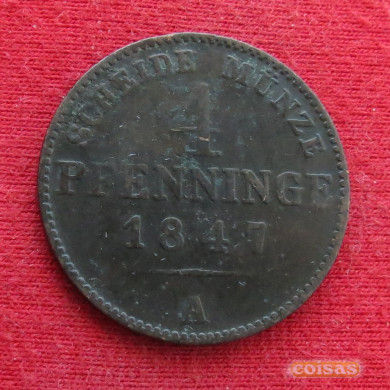 SCHEIDE MÜNZE
4
PFENNINGE
1847
A
coisas